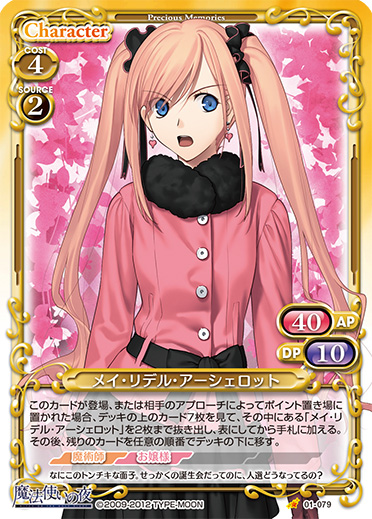 Precious Memories
Character
COST
4
SOURCE
2
40 AP
DP 10
メイ・リデル・アーシェロット
このカードが登場、または相手のアプローチによってポイント置き場に
置かれた場合、デッキの上のカード7枚を見て、その中にある「メイ・リ
デル・アーシェロット」を2枚まで抜き出し、表にしてから手札に加える。
その後、残りのカードを任意の順番でデッキの下に移す。
魔術師 お嬢様
なにこのトンチキな面子。せっかくの誕生会だってのに、人選どうなってるの?
魔法使いの夜 ©2009-2012 TYPE-MOON 01-079